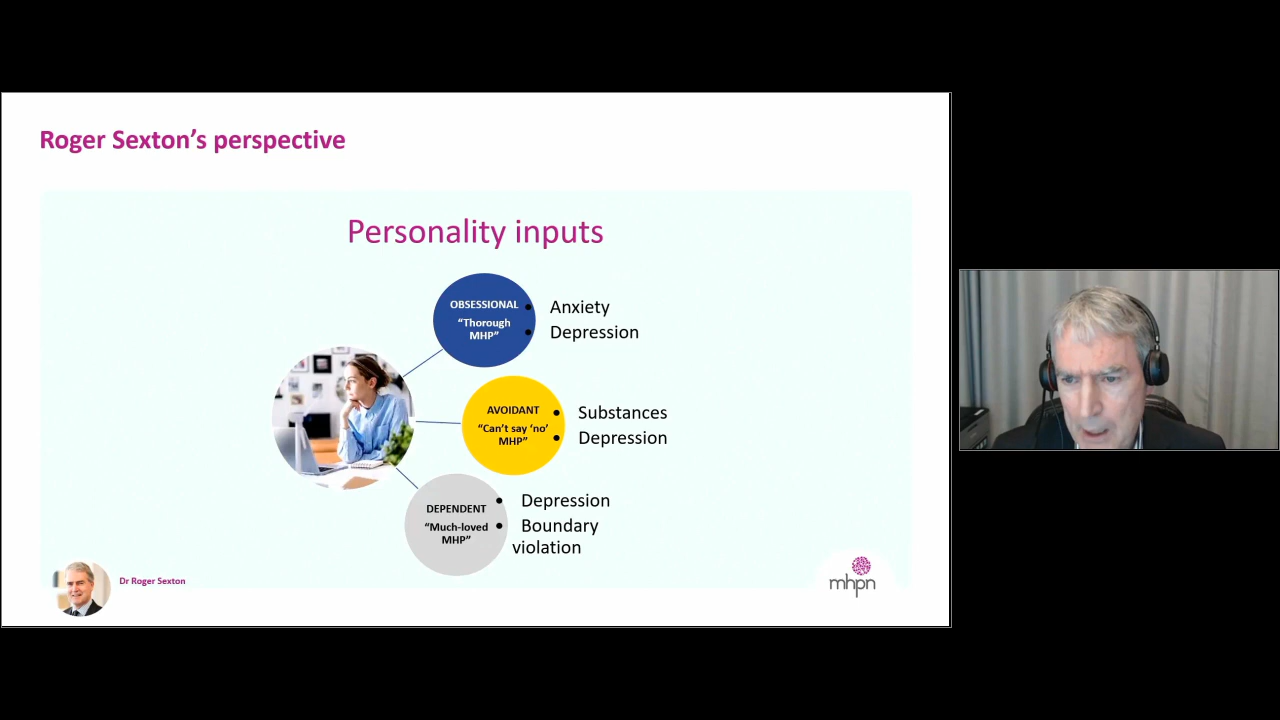 Roger Sexton’s perspective
Personality inputs
OBSESSIONAL
“Thorough
MHP”
• Anxiety
• Depression
AVOIDANT
“Can’t say ‘no’
MHP”
• Substances
• Depression
DEPENDENT
“Much-loved
MHP”
• Depression
• Boundary
violation
Dr Roger Sexton
mhpn